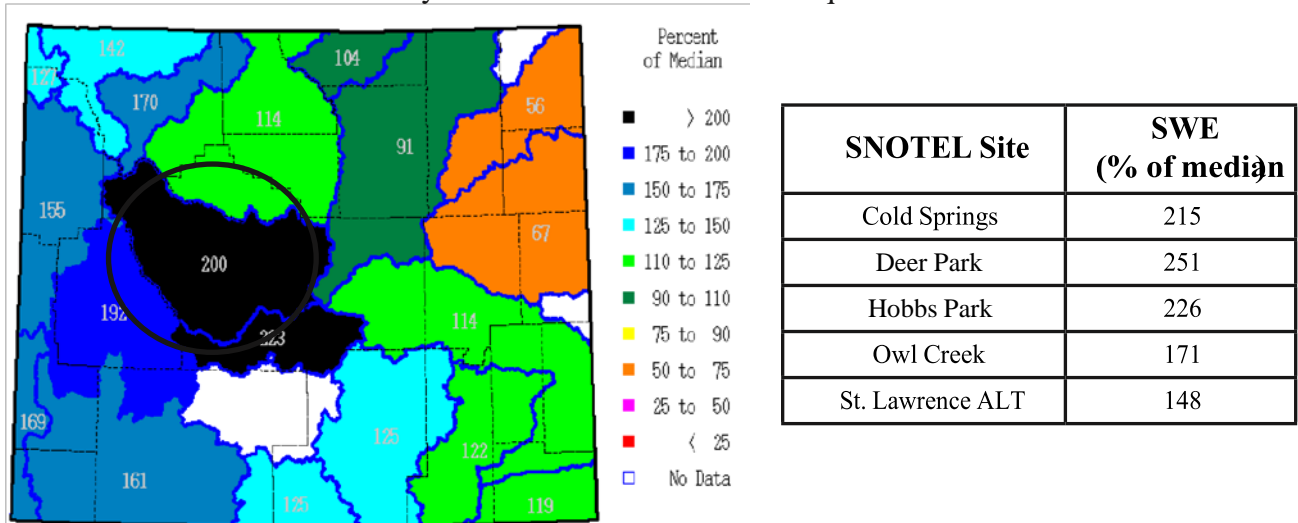 142
127
104
170
56
114
91
155
67
200
192
114
223
169
125
122
161
125
119
Percent
of Median
> 200
175 to 200
150 to 175
125 to 150
110 to 125
90 to 110
75 to 90
50 to 75
25 to 50
< 25
No Data
SNOTEL Site SWE (% of median)
Cold Springs 215
Deer Park 251
Hobbs Park 226
Owl Creek 171
St. Lawrence ALT 148